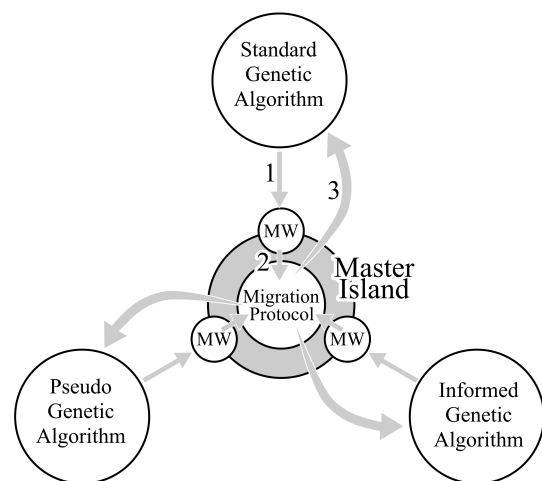 Standard
Genetic
Algorithm
1
3
MW
2
Master
Island
Migration
Protocol
MW
MW
Pseudo
Genetic
Algorithm
Informed
Genetic
Algorithm